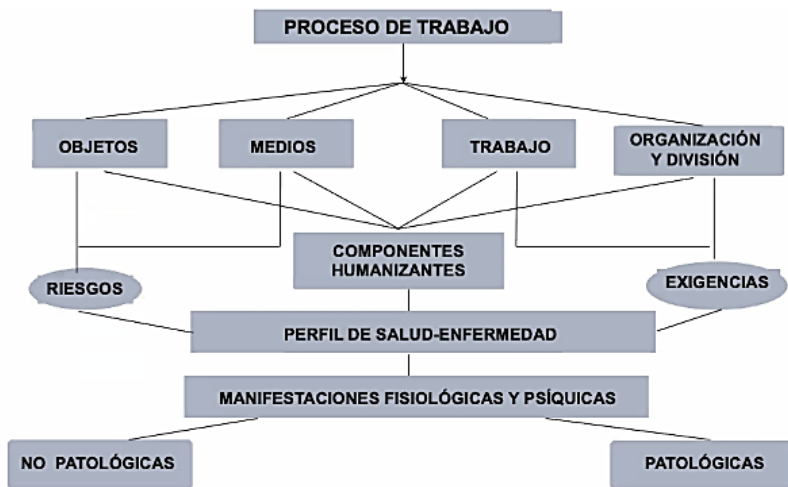 PROCESO DE TRABAJO
OBJETOS
MEDIOS
TRABAJO
ORGANIZACIÓN
Y DIVISIÓN
COMPONENTES
HUMANIZANTES
RIESGOS
EXIGENCIAS
PERFIL DE SALUD-ENFERMEDAD
MANIFESTACIONES FISIOLÓGICAS Y PSÍQUICAS
NO PATOLÓGICAS
PATOLÓGICAS